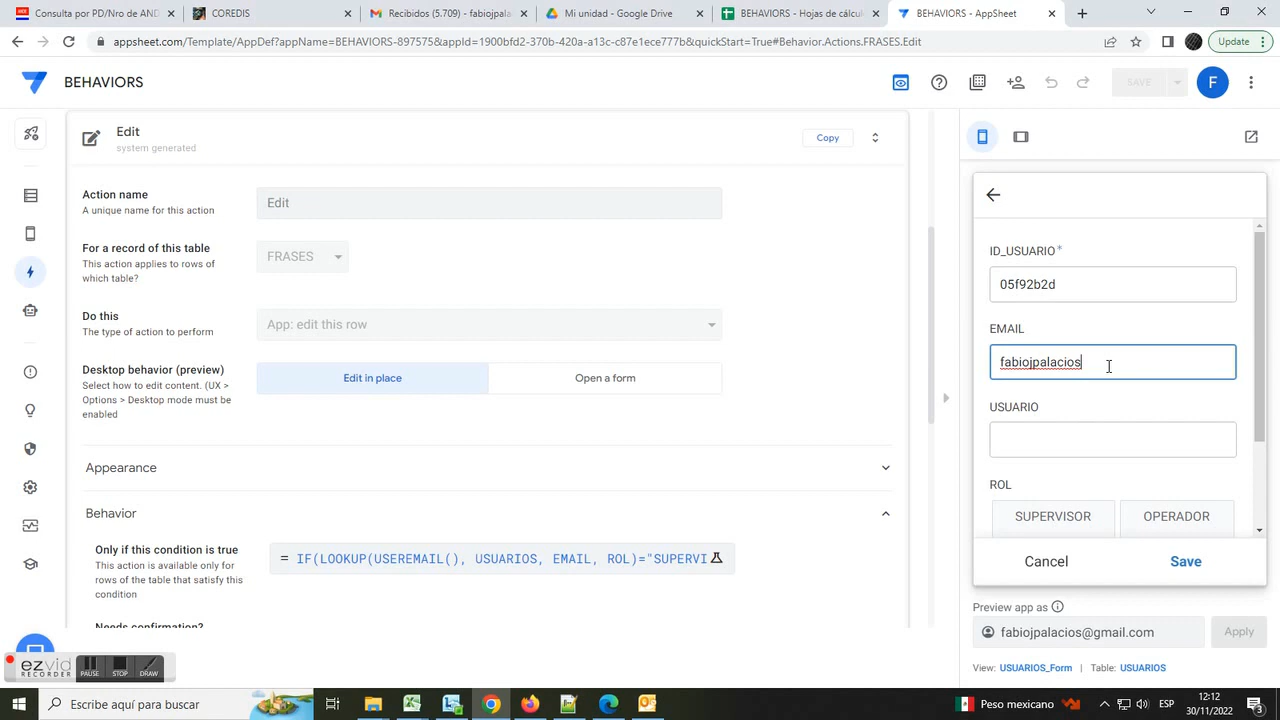 Consulta por PD/Nro de AND
COREDIS
Recibidos (5.708) - fabiojpala
Mi unidad - Google Drive
BEHAVIORS - Hojas de cálcu
BEHAVIORS - AppSheet
appsheet.com/Template/AppDef?appName=BEHAVIORS-897575&appId=1900bfd2-370b-420a-a13c-c87e1ece777b&quickStart=True#Behavior.Actions.FRASES.Edit
Update
BEHAVIORS
SAVE
F
Edit
system generated
Copy
Action name
A unique name for this action
Edit
For a record of this table
This action applies to rows of
which table?
FRASES
Do this
The type of action to perform
App: edit this row
Desktop behavior (preview)
Select how to edit content. (UX >
Options > Desktop mode must be
enabled
Edit in place
Open a form
Appearance
Behavior
Only if this condition is true
This action is available only for
rows of the table that satisfy this
condition
= IF(LOOKUP(USEREMAIL(), USUARIOS, EMAIL, ROL)="SUPERVI
Needs confirmation?
ID_USUARIO*
05f92b2d
EMAIL
fabiojpalacios
USUARIO
ROL
SUPERVISOR
OPERADOR
Cancel
Save
Preview app as
fabiojpalacios@gmail.com
Apply
View: USUARIOS_Form | Table: USUARIOS
ezvid
RECORDER
PAUSE
STOP
DRAW
Escribe aquí para buscar
Peso mexicano
ESP
12:12
30/11/2022
3